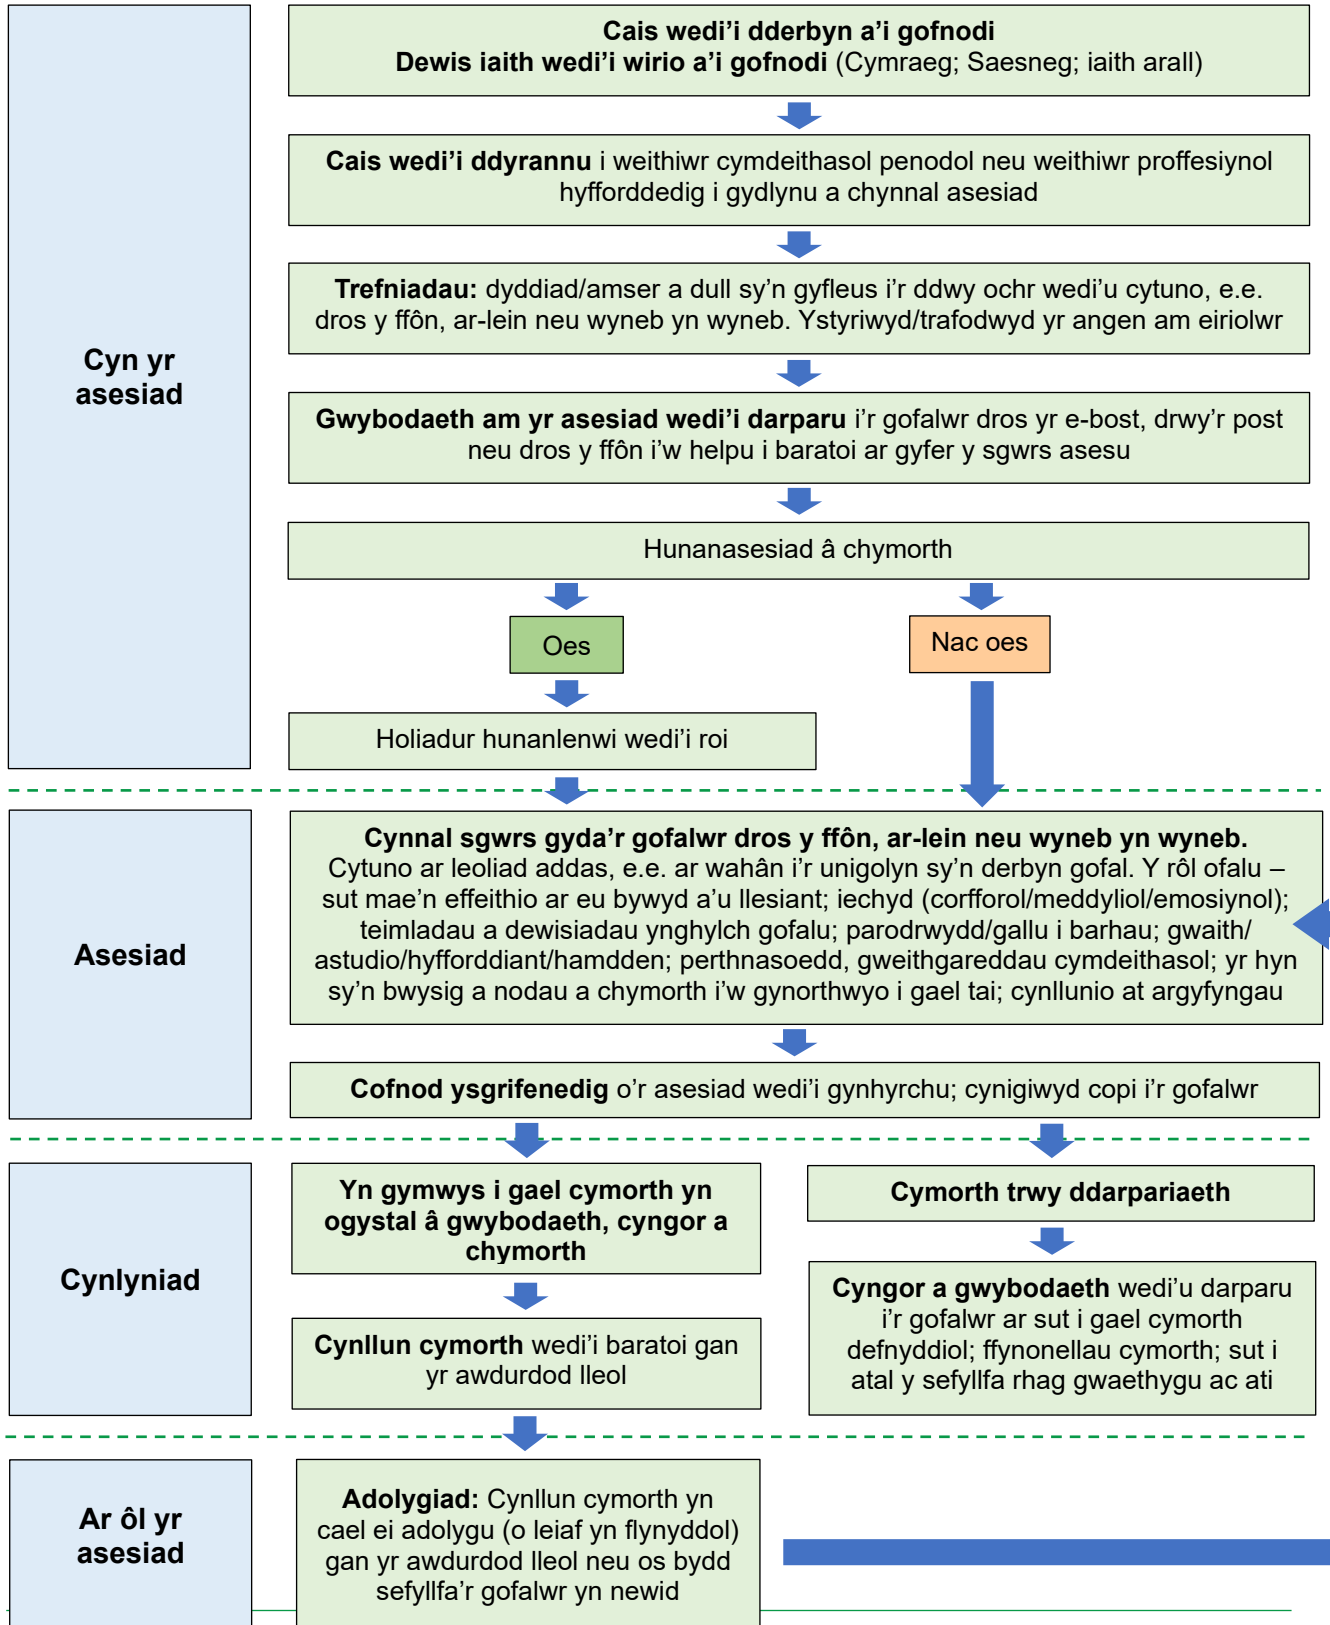 Cyn yr
asesiad
Cais wedi’i dderbyn a’i gofnodi
Dewis iaith wedi’i wirio a’i gofnodi (Cymraeg; Saesneg; iaith arall)
Cais wedi’i ddyrannu i weithiwr cymdeithasol penodol neu weithiwr proffesiynol
hyfforddedig i gydlynu a chynnal asesiad
Trefniadau: dyddiad/amser a dull sy’n gyfleus i’r ddwy ochr wedi’u cytuno, e.e.
dros y ffôn, ar-lein neu wyneb yn wyneb. Ystyriwyd/trafodwyd yr angen am eiriolwr
Gwybodaeth am yr asesiad wedi’i darparu i’r gofalwr dros yr e-bost, drwy’r post
neu dros y ffôn i’w helpu i baratoi ar gyfer y sgwrs asesu
Hunanasesiad â chymorth
Oes
Nac oes
Holiadur hunanlenwi wedi’i roi
Asesiad
Cynnal sgwrs gyda’r gofalwr dros y ffôn, ar-lein neu wyneb yn wyneb.
Cytuno ar leoliad addas, e.e. ar wahân i’r unigolyn sy’n derbyn gofal. Y rôl ofalu –
sut mae’n effeithio ar eu bywyd a’u llesiant; iechyd (corfforol/meddyliol/emosiynol);
teimladau a dewisiadau ynghylch gofalu; parodrwydd/gallu i barhau; gwaith/
astudio/hyfforddiant/hamdden; perthnasoedd, gweithgareddau cymdeithasol; yr hyn
sy’n bwysig a nodau a chymorth i’w gynorthwyo i gael tai; cynllunio at argyfyngau
Cofnod ysgrifenedig o’r asesiad wedi’i gynhyrchu; cynigiwyd copi i’r gofalwr
Cynlyniad
Yn gymwys i gael cymorth yn
ogystal â gwybodaeth, cyngor a
chymorth
Cynllun cymorth wedi’i baratoi gan
yr awdurdod lleol
Cymorth trwy ddarpariaeth
Cyngor a gwybodaeth wedi’u darparu
i’r gofalwr ar sut i gael cymorth
defnyddiol; ffynonellau cymorth; sut i
atal y sefyllfa rhag gwaethygu ac ati
Ar ôl yr
asesiad
Adolygiad: Cynllun cymorth yn
cael ei adolygu (o leiaf yn flynyddol)
gan yr awdurdod lleol neu os bydd
sefyllfa’r gofalwr yn newid